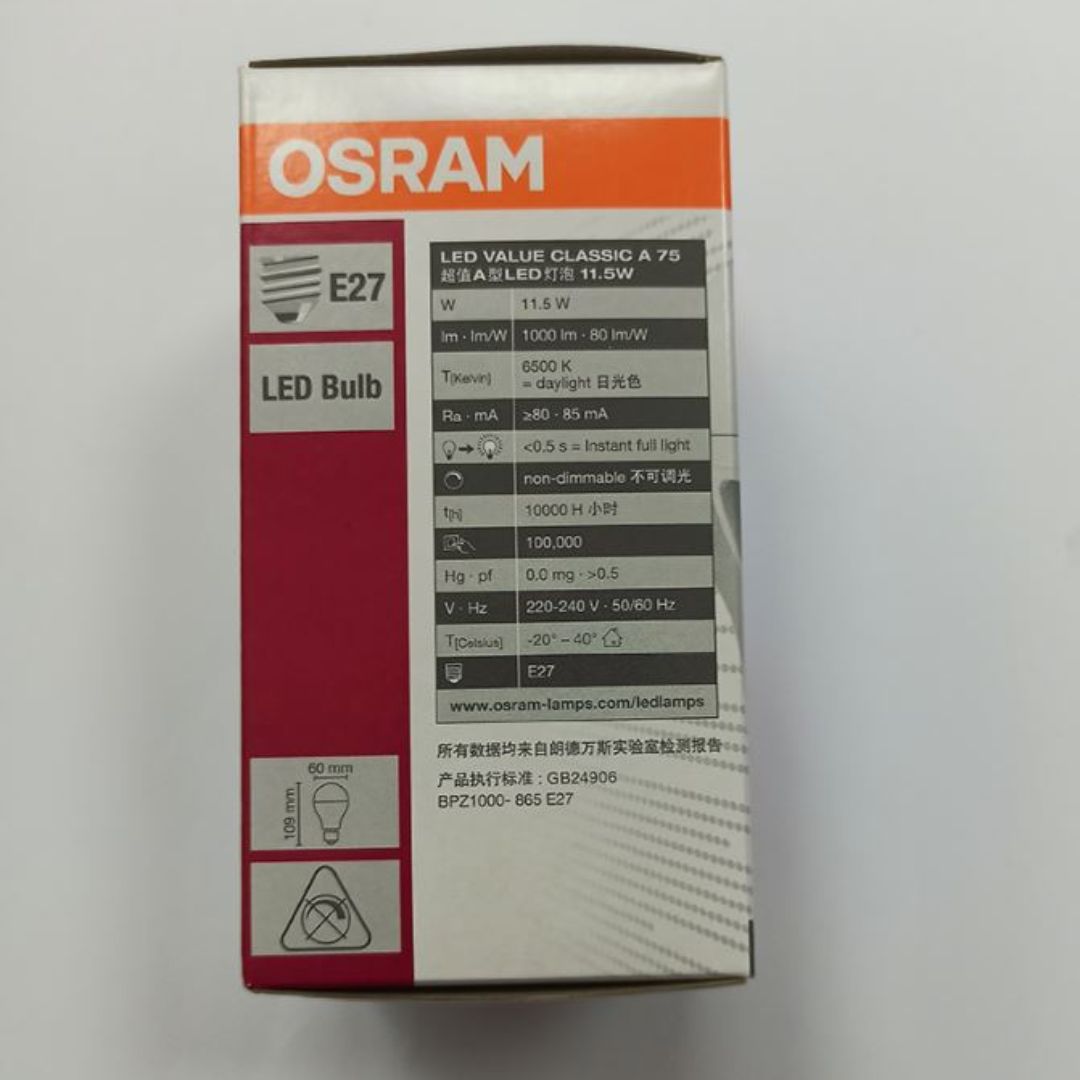 OSRAM
E27
LED Bulb
LED VALUE CLASSIC A 75
超值A型LED灯泡 11.5W
W 11.5 W
lm · lm/W 1000 lm · 80 lm/W
T[Kelvin] 6500 K
= daylight 日光色
Ra · mA ≥80 · 85 mA
<0.5 s = Instant full light
non-dimmable 不可调光
t[h] 10000 H 小时
100,000
Hg · pf 0.0 mg · >0.5
V · Hz 220-240 V · 50/60 Hz
T[Celsius] -20° – 40°
E27
www.osram-lamps.com/ledlamps
所有数据均来自朗德万斯实验室检测报告
产品执行标准 : GB24906
BPZ1000- 865 E27
60 mm
109 mm